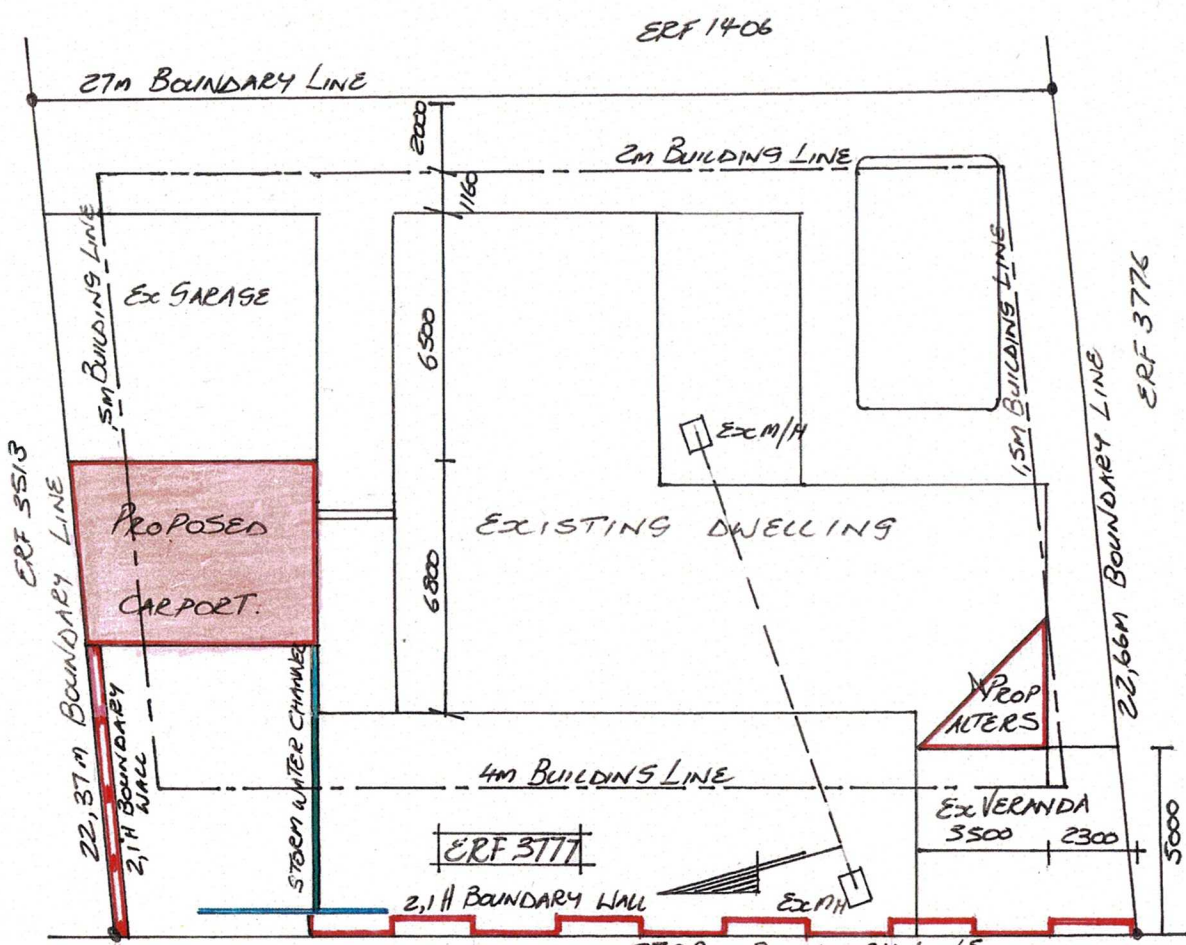 ERF 1406
27m BOUNDARY LINE
2000
2m BUILDING LINE
1160
,5m BUILDING LINE
Ex GARAGE
6500
1,5m BUILDING LINE
ERF 3776
Ex M/H
ERF 3513
PROPOSED
CARPORT.
EXISTING DWELLING
6800
22,37m BOUNDARY LINE
2,1H BOUNDARY
WALL
STORM WATER CHANNEL
PROP
ALTERS
22,66m BOUNDARY LINE
4m BUILDING LINE
Ex VERANDA
3500
2300
5000
ERF 3777
2,1H BOUNDARY WALL
Ex MH